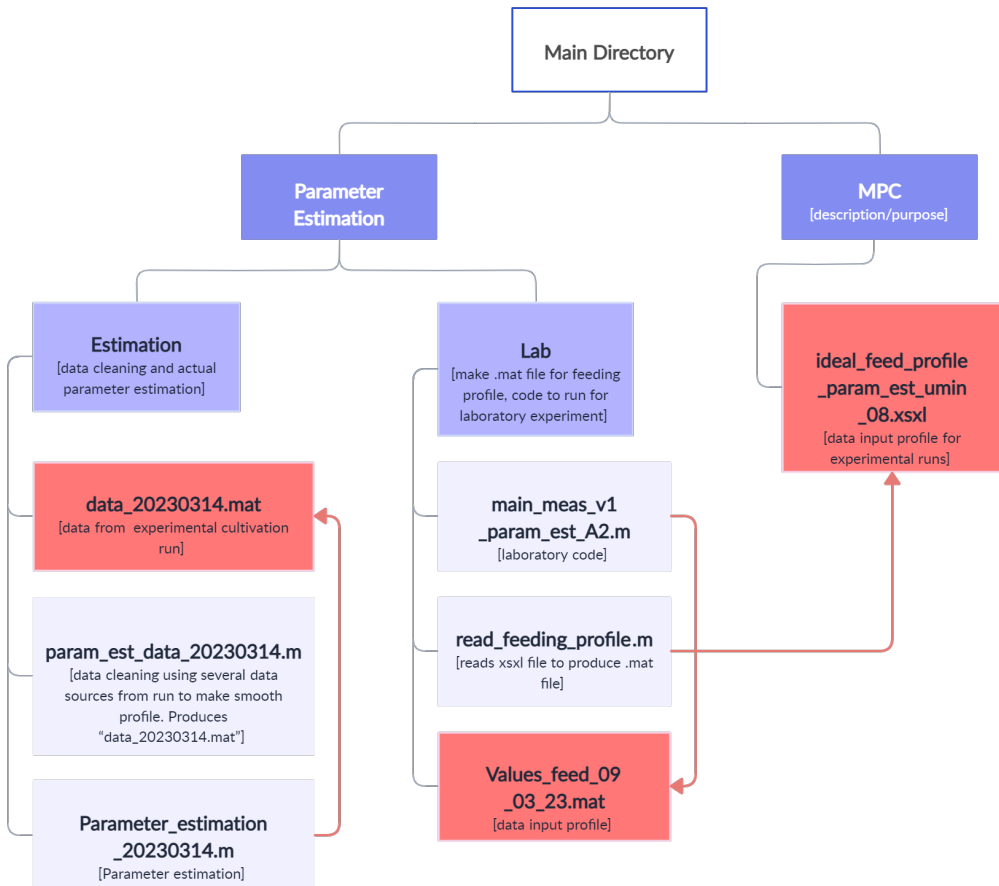 Main Directory
Parameter
Estimation
MPC
[description/purpose]
Estimation
[data cleaning and actual
parameter estimation]
data_20230314.mat
[data from experimental cultivation
run]
param_est_data_20230314.m
[data cleaning using several data
sources from run to make smooth
profile. Produces
“data_20230314.mat”]
Parameter_estimation
_20230314.m
[Parameter estimation]
Lab
[make .mat file for feeding
profile, code to run for
laboratory experiment]
main_meas_v1
_param_est_A2.m
[laboratory code]
read_feeding_profile.m
[reads xsxl file to produce .mat
file]
Values_feed_09
_03_23.mat
[data input profile]
ideal_feed_profile
_param_est_umin
_08.xsxl
[data input profile for
experimental runs]